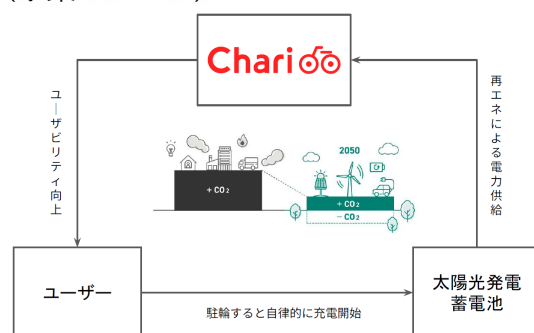 Chari
ユーザビリティ向上
再エネによる電力供給
2050
+ CO₂
+ CO₂
− CO₂
ユーザー
駐輪すると自律的に充電開始
太陽光発電
蓄電池